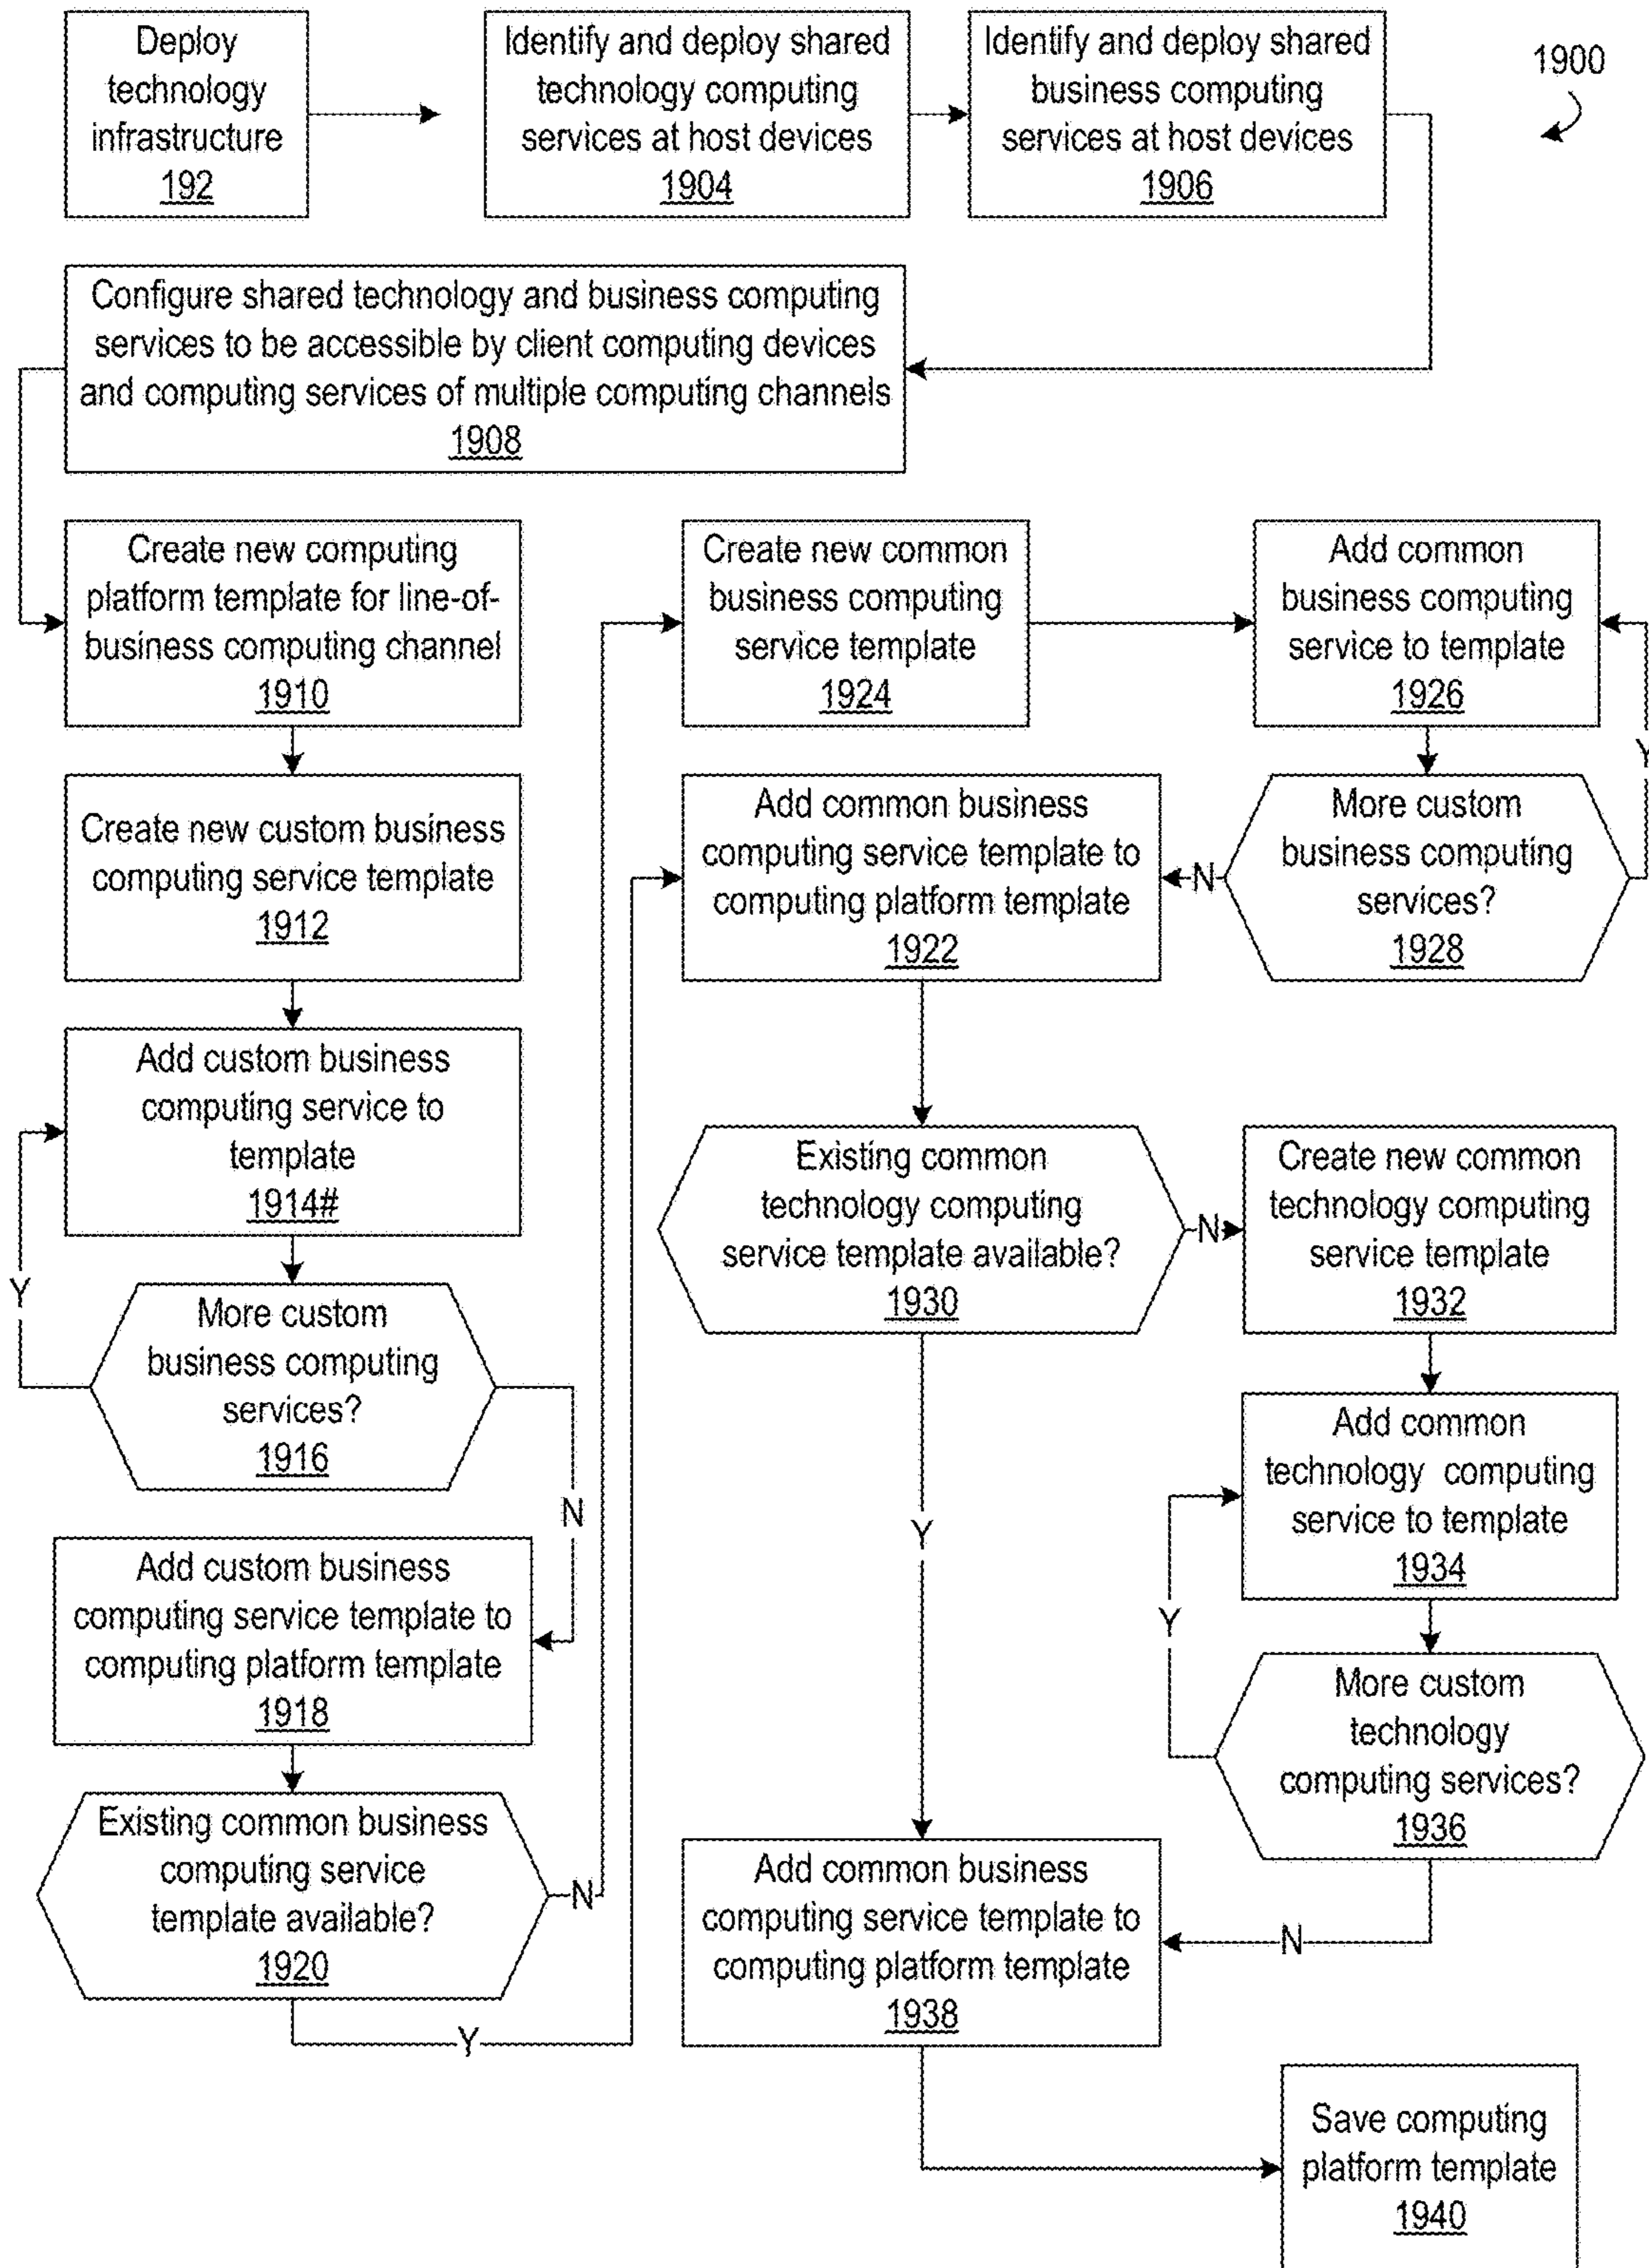 Deploy
technology
infrastructure
192
Identify and deploy shared
technology computing
services at host devices
1904
Identify and deploy shared
business computing
services at host devices
1906
1900
Configure shared technology and business computing
services to be accessible by client computing devices
and computing services of multiple computing channels
1908
Create new computing
platform template for line-of-
business computing channel
1910
Create new custom business
computing service template
1912
Add custom business
computing service to
template
1914#
Y
More custom
business computing
services?
1916
N
Add custom business
computing service template to
computing platform template
1918
Existing common business
computing service
template available?
1920
N
Y
Create new common
business computing
service template
1924
Add common
business computing
service to template
1926
Y
More custom
business computing
services?
1928
N
Add common business
computing service template to
computing platform template
1922
Existing common
technology computing
service template available?
1930
N
Y
Create new common
technology computing
service template
1932
Add common
technology computing
service to template
1934
Y
More custom
technology
computing services?
1936
N
Add common business
computing service template to
computing platform template
1938
Save computing
platform template
1940